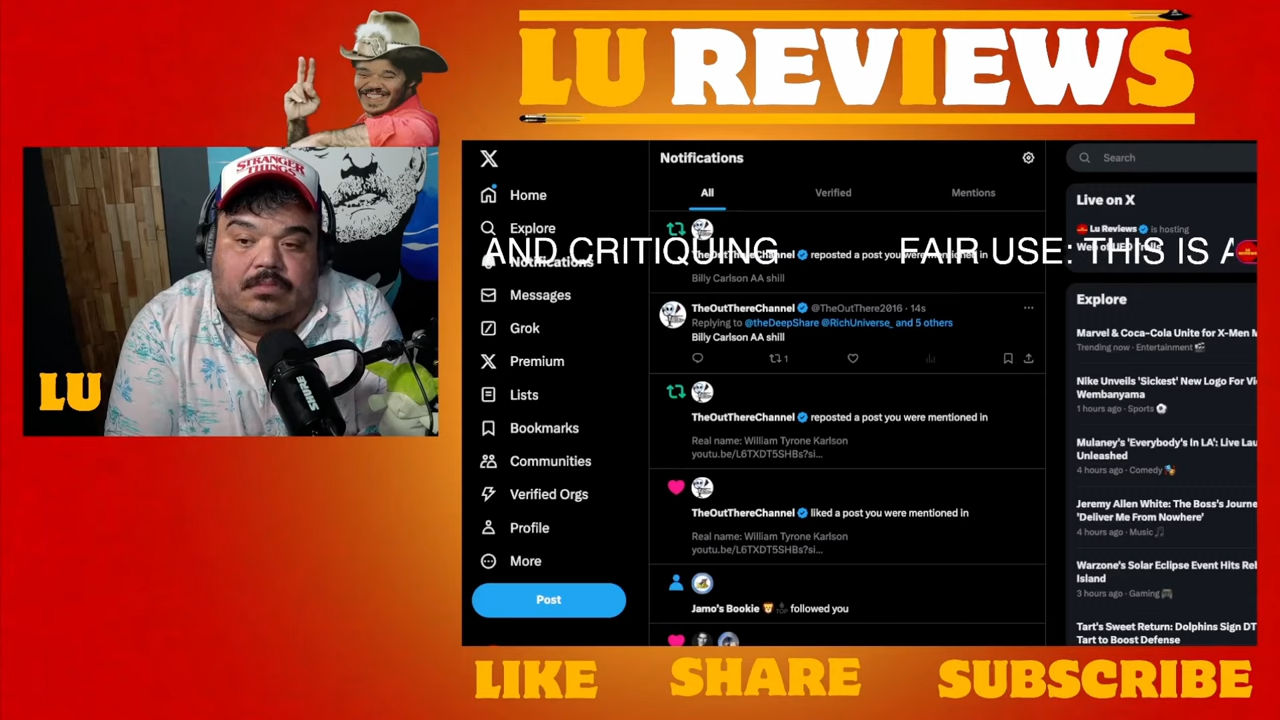 LU REVIEWS
STRANGER THINGS
LU
SHURE
Home
Explore
Notifications
Messages
Grok
Premium
Lists
Bookmarks
Communities
Verified Orgs
Profile
More
Post
Notifications
All
Verified
Mentions
AND CRITIQUING FAIR USE: THIS IS A
TheOutThereChannel reposted a post you were mentioned in
Billy Carlson AA shill
TheOutThereChannel @TheOutThere2016 · 14s
Replying to @theDeepShare @RichUniverse_ and 5 others
Billy Carlson AA shill
1
TheOutThereChannel reposted a post you were mentioned in
Real name: William Tyrone Karlson
youtu.be/L6TXDT5SHBs?si...
TheOutThereChannel liked a post you were mentioned in
Real name: William Tyrone Karlson
youtu.be/L6TXDT5SHBs?si...
Jamo's Bookie followed you
Search
Live on X
Lu Reviews is hosting
Explore
Marvel & Coca-Cola Unite for X-Men M
Trending now · Entertainment
Nike Unveils 'Sickest' New Logo For Vi
Wembanyama
1 hours ago · Sports
Mulaney's 'Everybody's In LA': Live Lau
Unleashed
4 hours ago · Comedy
Jeremy Allen White: The Boss's Journe
'Deliver Me From Nowhere'
4 hours ago · Music
Warzone's Solar Eclipse Event Hits Rel
Island
3 hours ago · Gaming
Tart's Sweet Return: Dolphins Sign DT
Tart to Boost Defense
LIKE SHARE SUBSCRIBE